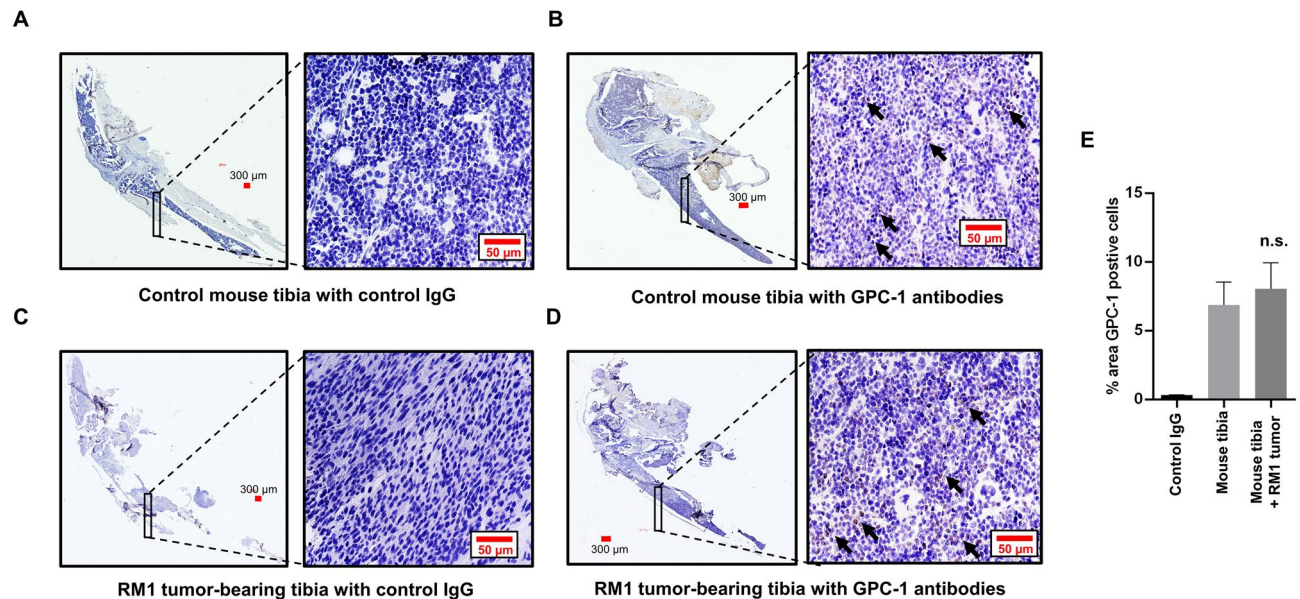 A
B
300 µm
50 µm
300 µm
50 µm
Control mouse tibia with control IgG
Control mouse tibia with GPC-1 antibodies
C
D
300 µm
50 µm
300 µm
50 µm
RM1 tumor-bearing tibia with control IgG
RM1 tumor-bearing tibia with GPC-1 antibodies
E
% area GPC-1 postive cells
15
10
5
0
n.s.
Control IgG
Mouse tibia
Mouse tibia
+ RM1 tumor